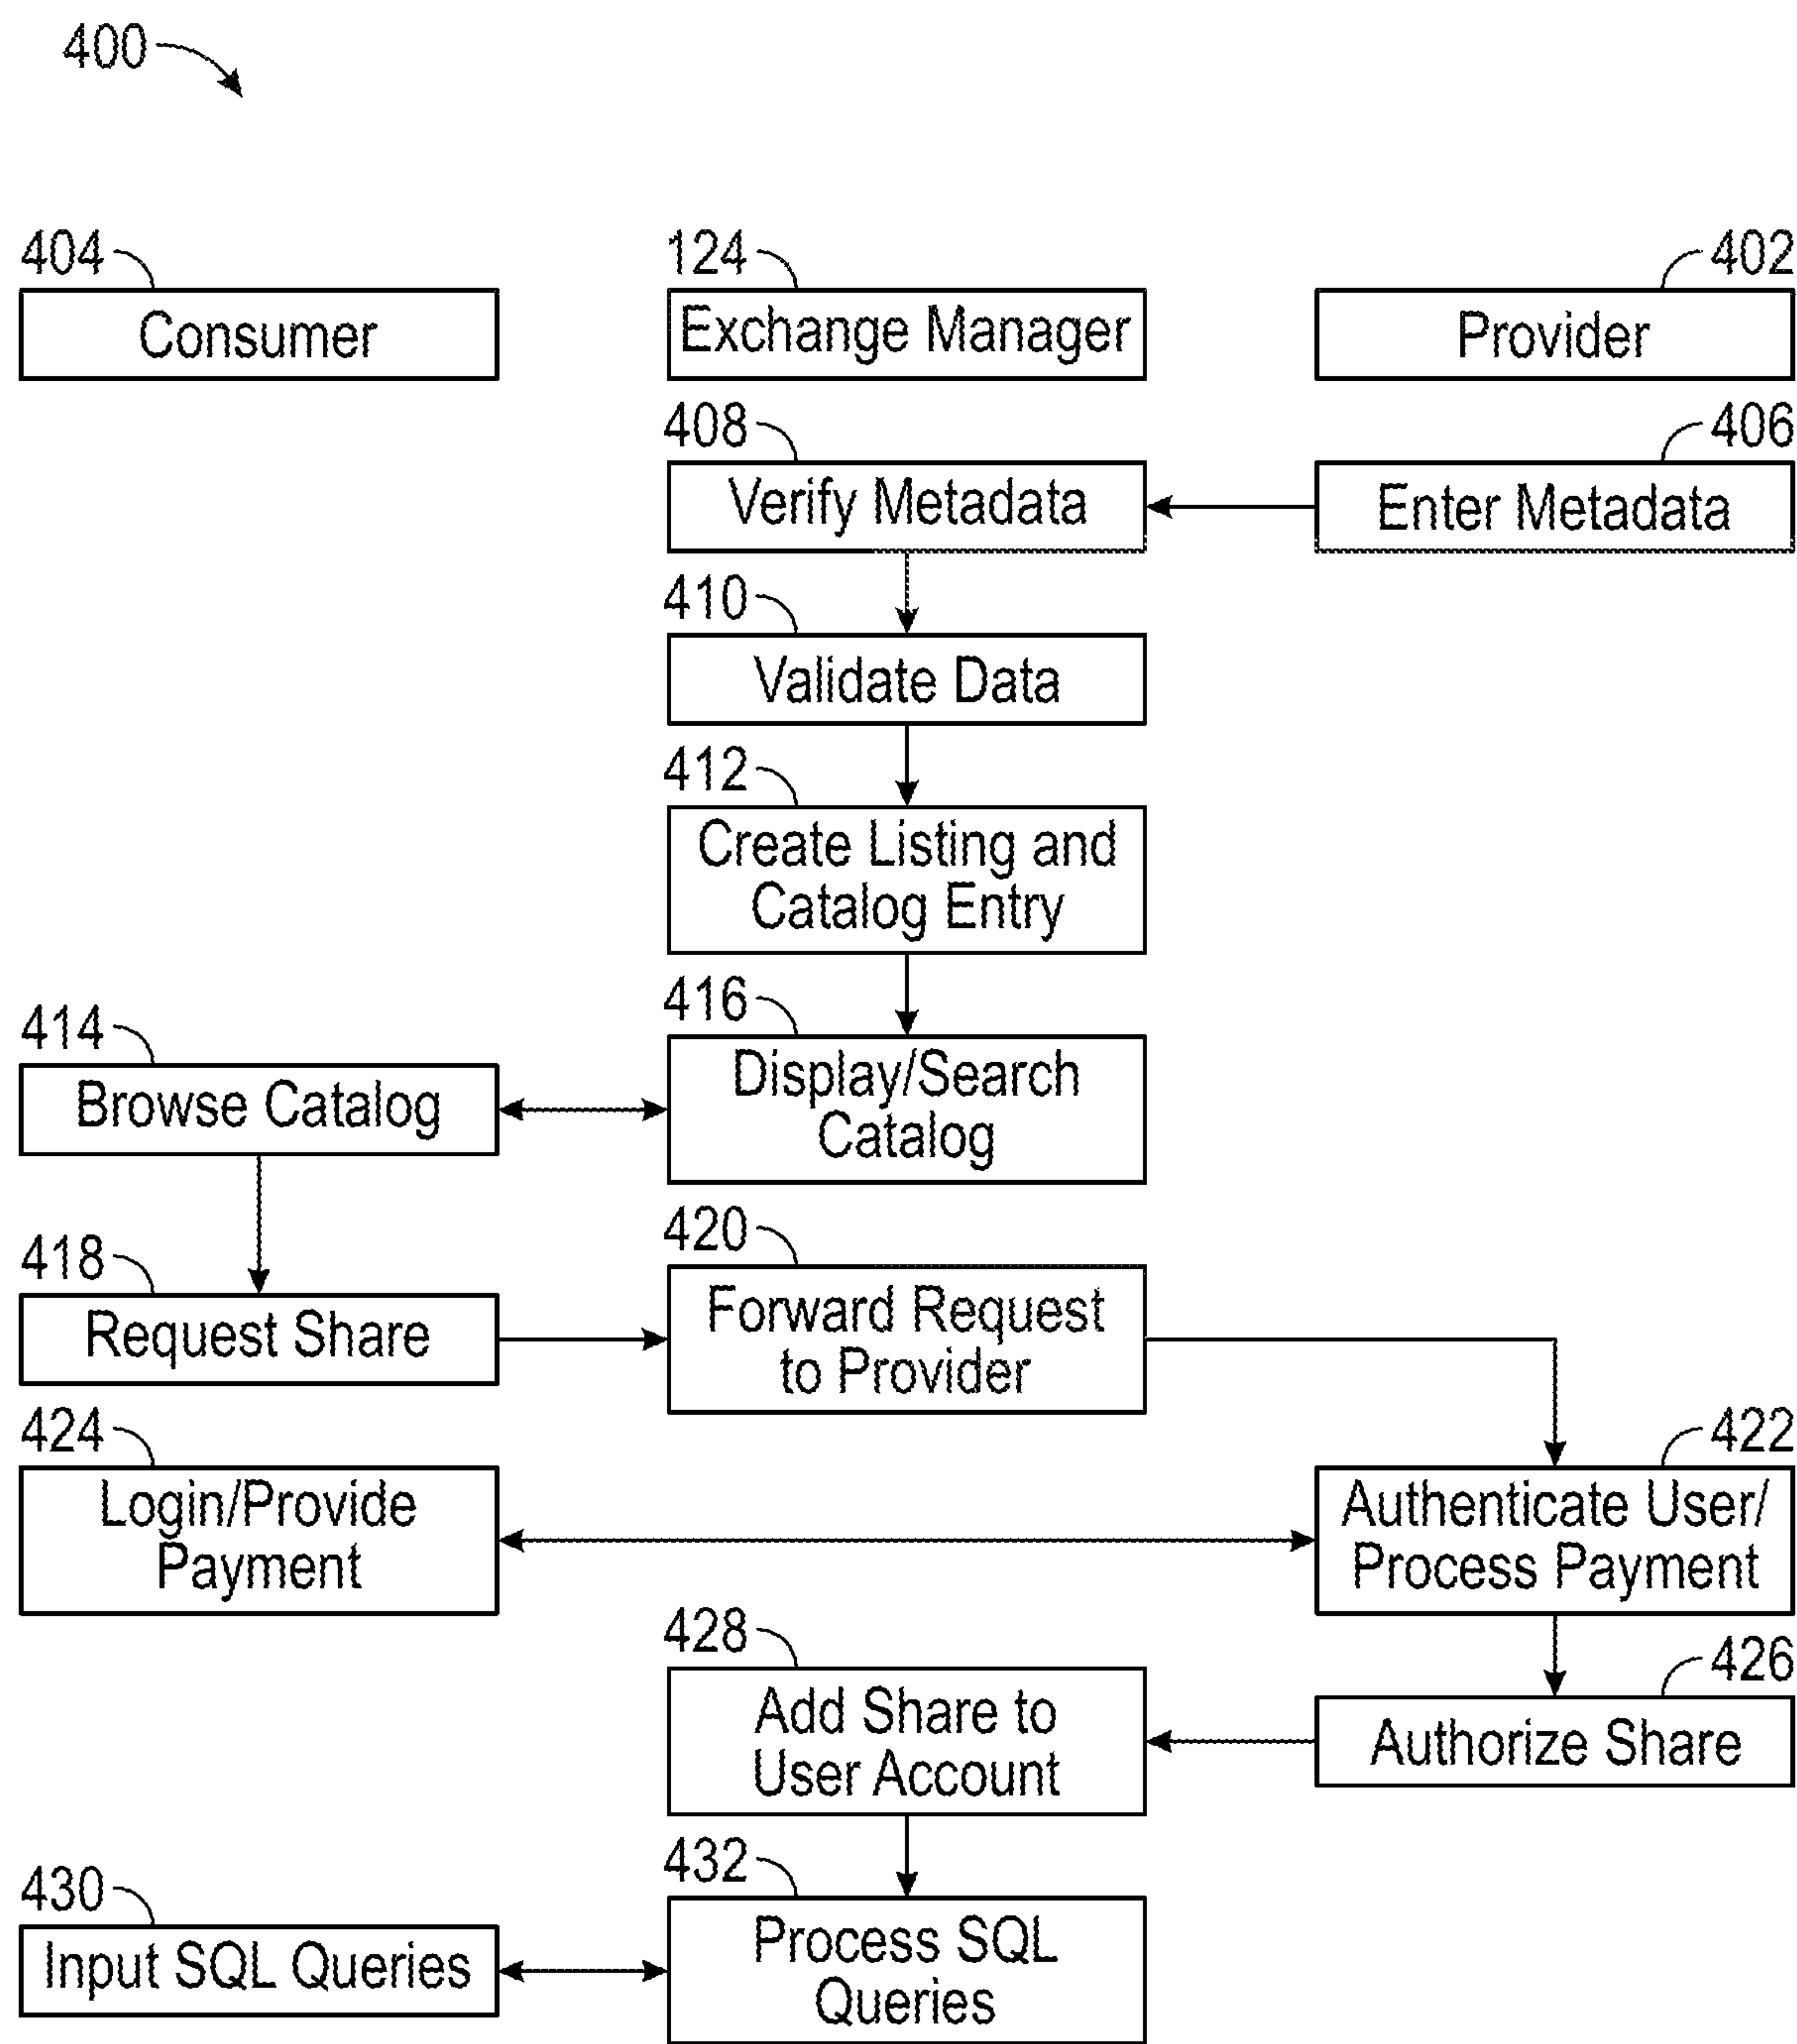 400
404
124
402
Consumer
Exchange Manager
Provider
408
406
Verify Metadata
Enter Metadata
410
Validate Data
412
Create Listing and
Catalog Entry
414
416
Browse Catalog
Display/Search
Catalog
418
420
Request Share
Forward Request
to Provider
424
422
Login/Provide
Payment
Authenticate User/
Process Payment
428
426
Add Share to
User Account
Authorize Share
430
432
Input SQL Queries
Process SQL
Queries